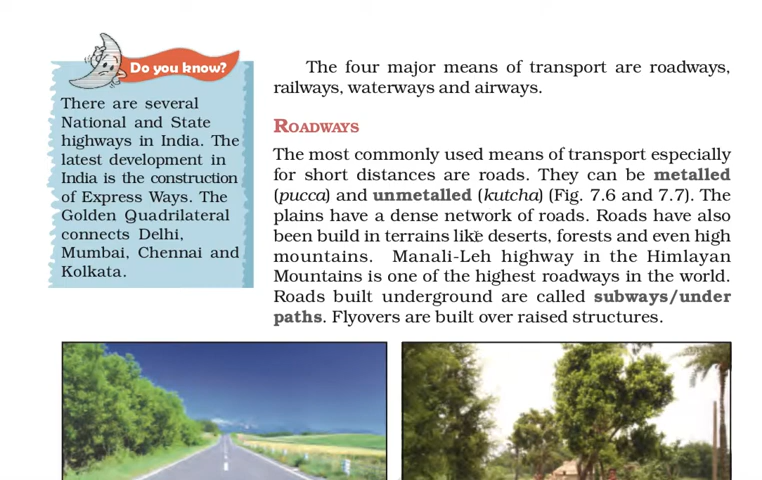 Do you know?
There are several
National and State
highways in India. The
latest development in
India is the construction
of Express Ways. The
Golden Quadrilateral
connects Delhi,
Mumbai, Chennai and
Kolkata.
The four major means of transport are roadways,
railways, waterways and airways.
ROADWAYS
The most commonly used means of transport especially
for short distances are roads. They can be metalled
(pucca) and unmetalled (kutcha) (Fig. 7.6 and 7.7). The
plains have a dense network of roads. Roads have also
been build in terrains like deserts, forests and even high
mountains. Manali-Leh highway in the Himlayan
Mountains is one of the highest roadways in the world.
Roads built underground are called subways/under
paths. Flyovers are built over raised structures.